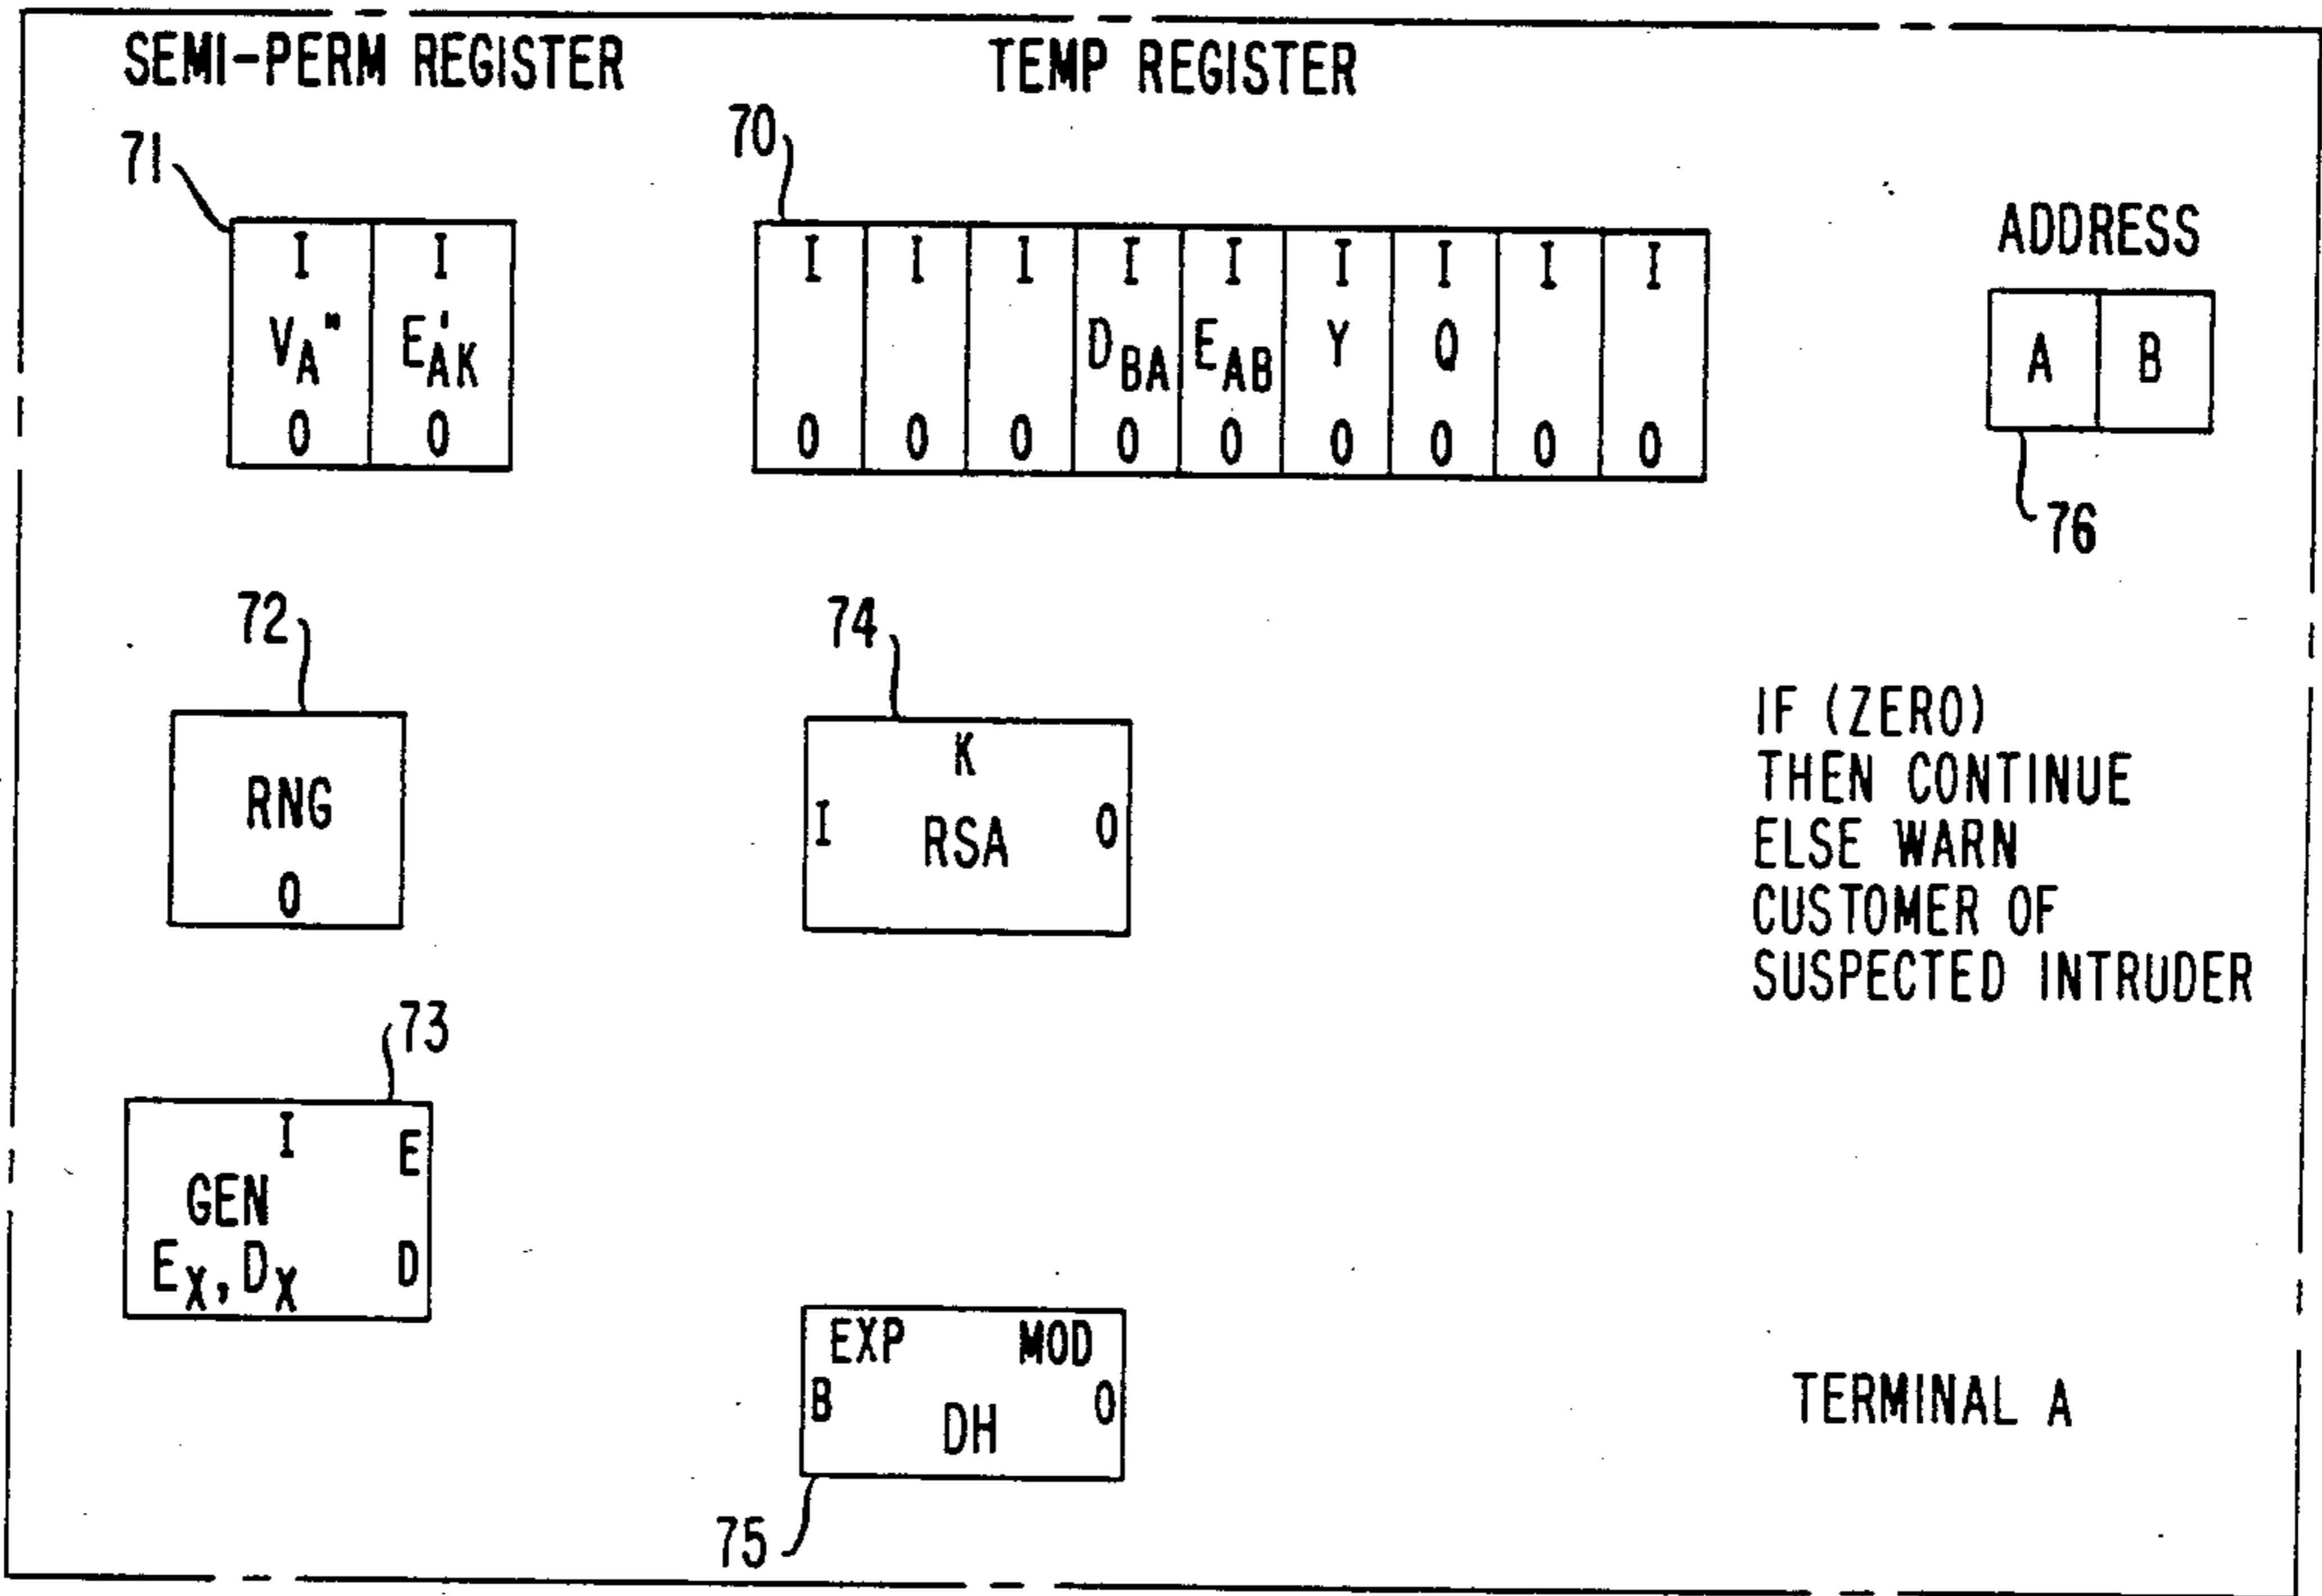 SEMI-PERM REGISTER
TEMP REGISTER
71
70
I I
V_A" E'_AK
0 0
I I I I I I I I I
D_BA E_AB Y Q
0 0 0 0 0 0 0 0 0
ADDRESS
A B
76
72
RNG
0
74
K
I RSA 0
IF (ZERO)
THEN CONTINUE
ELSE WARN
CUSTOMER OF
SUSPECTED INTRUDER
73
I E
GEN
E_X, D_X D
EXP MOD
B 0
DH
75
TERMINAL A